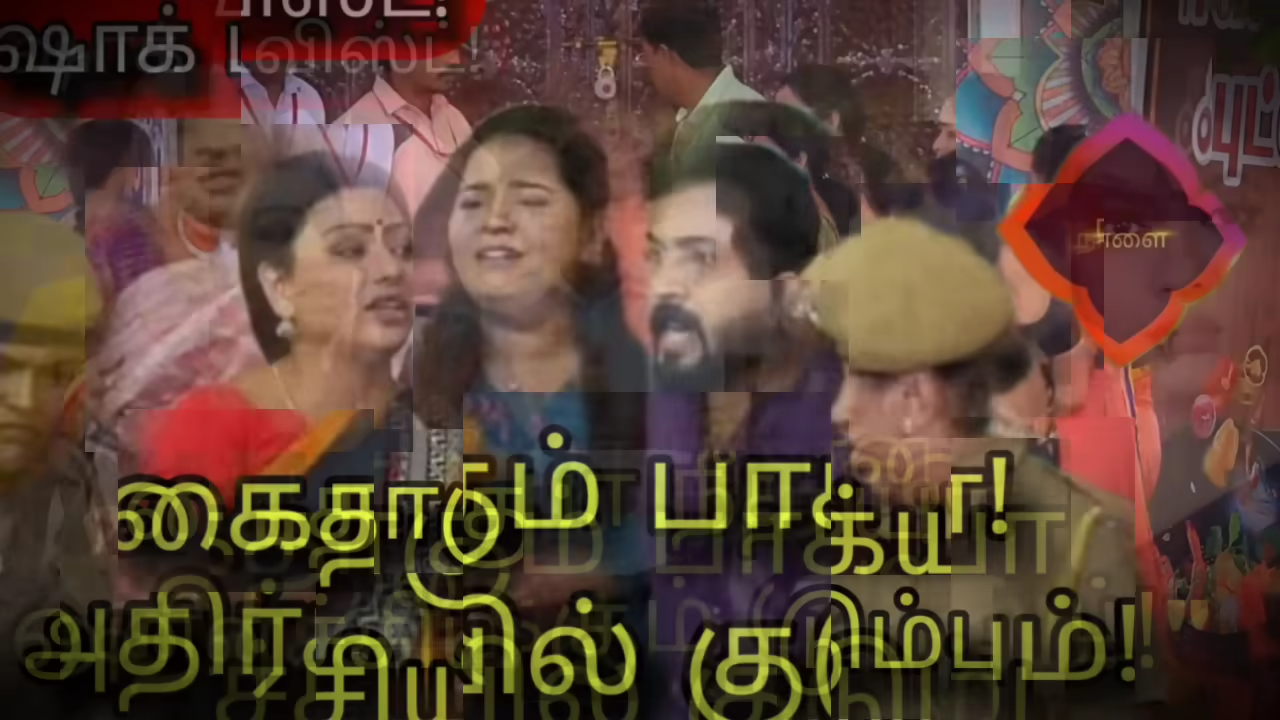 ஷாக் டுவிஸ்ட்!
நாளை
கைதாகும் பாக்யா!
அதிர்ச்சியில் குடும்பம்!!